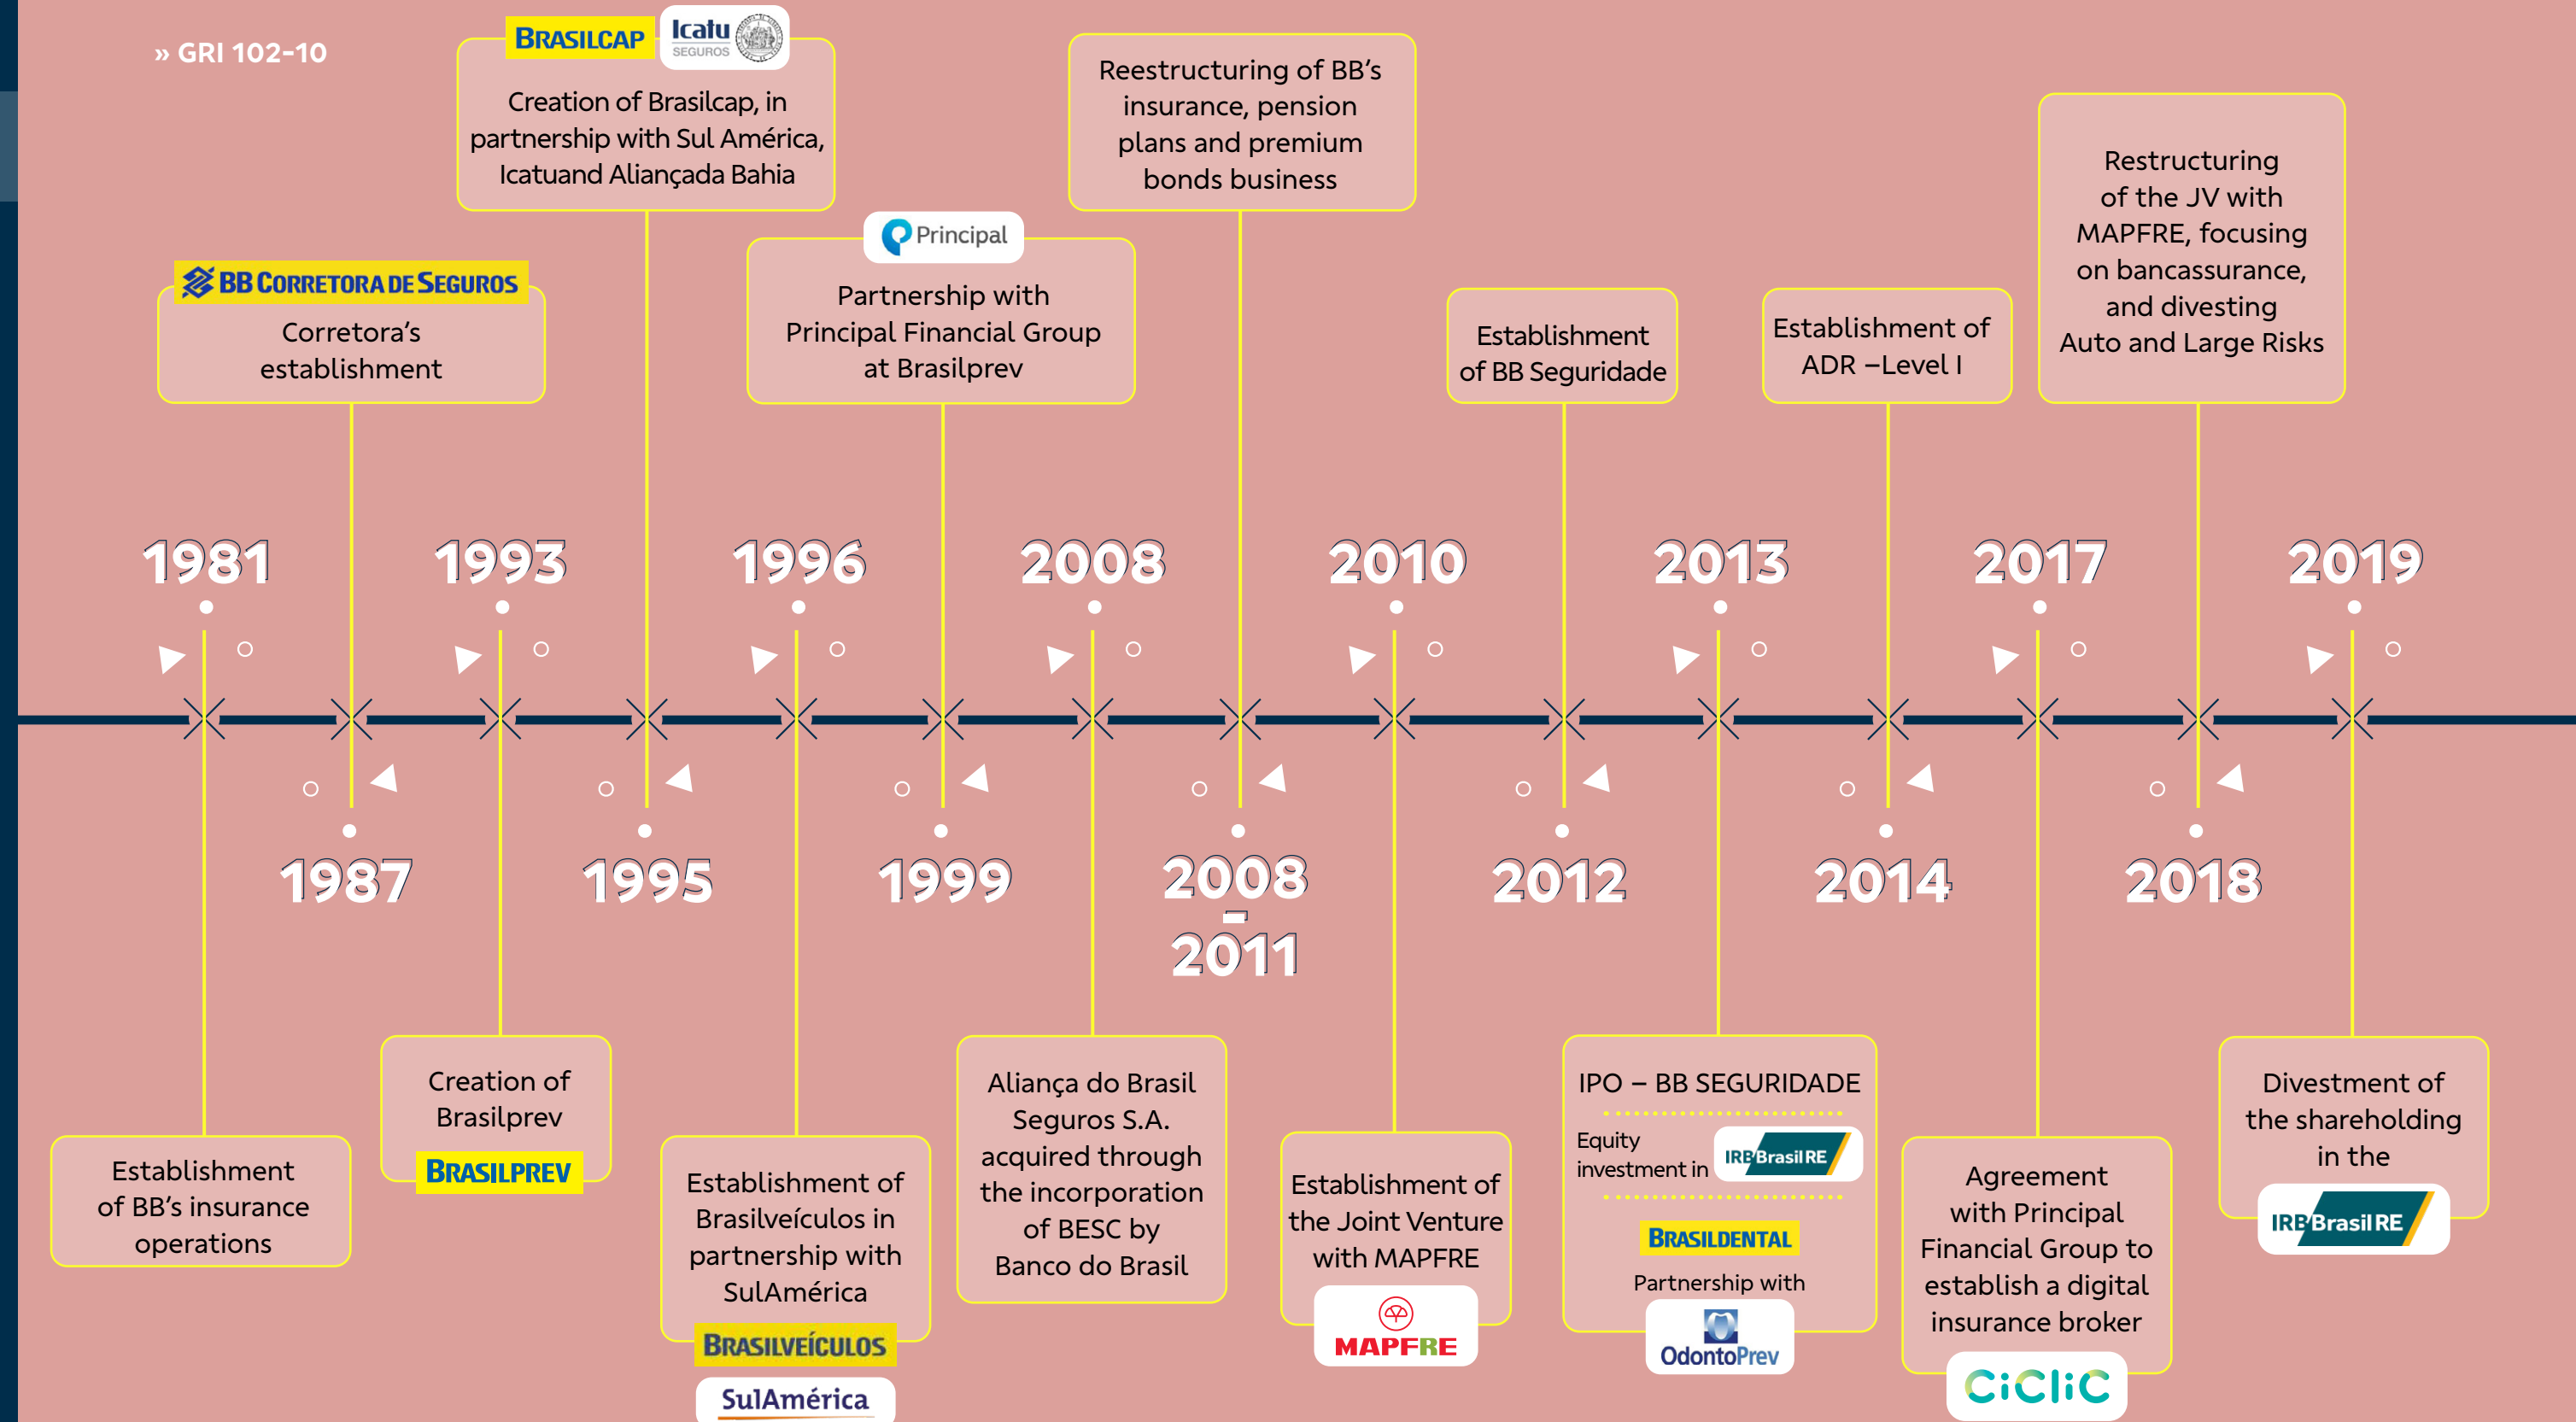 » GRI 102-10
BRASILCAP
Icatu
SEGUROS
Creation of Brasilcap, in
partnership with Sul América,
Icatuand Aliançada Bahia
Reestructuring of BB’s
insurance, pension
plans and premium
bonds business
Restructuring
of the JV with
MAPFRE, focusing
on bancassurance,
and divesting
Auto and Large Risks
BB CORRETORA DE SEGUROS
Corretora’s
establishment
Principal
Partnership with
Principal Financial Group
at Brasilprev
Establishment
of BB Seguridade
Establishment of
ADR –Level I
1981
1993
1996
2008
2010
2013
2017
2019
1987
1995
1999
2008
–
2011
2012
2014
2018
Establishment
of BB’s insurance
operations
Creation of
Brasilprev
BRASILPREV
Establishment of
Brasilveículos in
partnership with
SulAmérica
BRASILVEÍCULOS
SulAmérica
Aliança do Brasil
Seguros S.A.
acquired through
the incorporation
of BESC by
Banco do Brasil
Establishment of
the Joint Venture
with MAPFRE
MAPFRE
IPO – BB SEGURIDADE
Equity
investment in
IRB Brasil RE
BRASILDENTAL
Partnership with
OdontoPrev
Agreement
with Principal
Financial Group to
establish a digital
insurance broker
CiCliC
Divestment of
the shareholding
in the
IRB Brasil RE